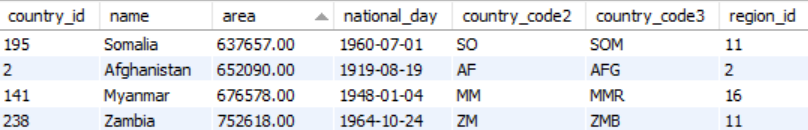 country_id name area national_day country_code2 country_code3 region_id
195 Somalia 637657.00 1960-07-01 SO SOM 11
2 Afghanistan 652090.00 1919-08-19 AF AFG 2
141 Myanmar 676578.00 1948-01-04 MM MMR 16
238 Zambia 752618.00 1964-10-24 ZM ZMB 11